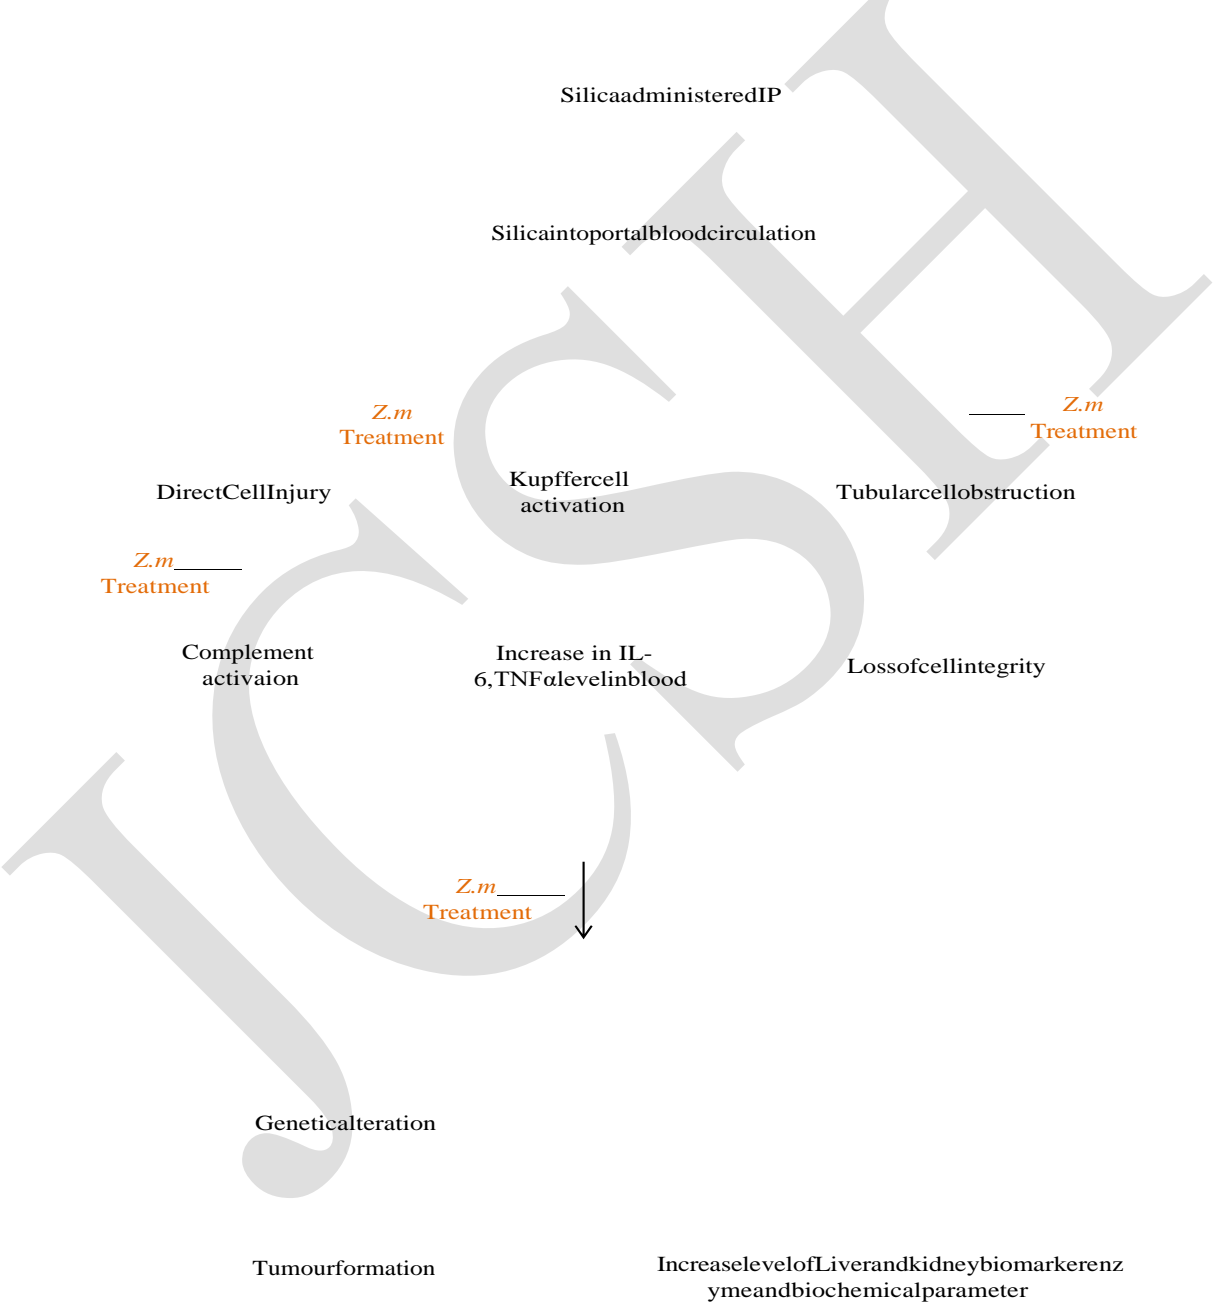 SilicaadministeredIP
Silicaintoportalbloodcirculation
Z.m
Treatment
Z.m
Treatment
DirectCellInjury
Kupffercell
activation
Tubularcellobstruction
Z.m
Treatment
Complement
activaion
Increase in IL-
6,TNFαlevelinblood
Lossofcellintegrity
Z.m
Treatment
Geneticalteration
Tumourformation
IncreaselevelofLiverandkidneybiomarkerenz
ymeandbiochemicalparameter
JCSH